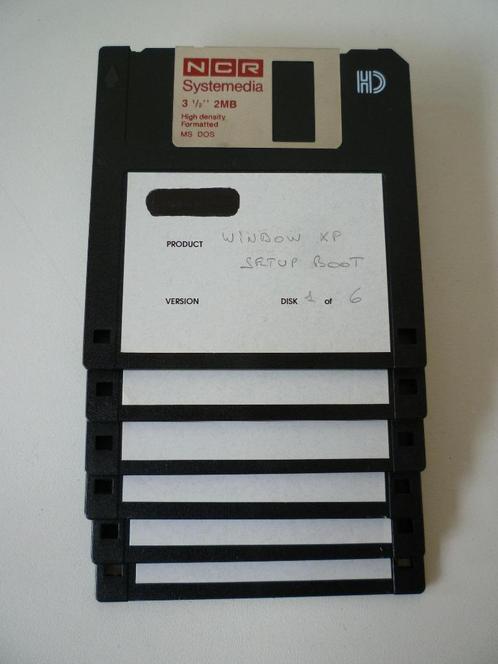 NCR
Systemedia
3 ½" 2MB
High density
Formatted
MS DOS
HD
PRODUCT WINDOW XP
SETUP BOOT
VERSION DISK 1 of 6